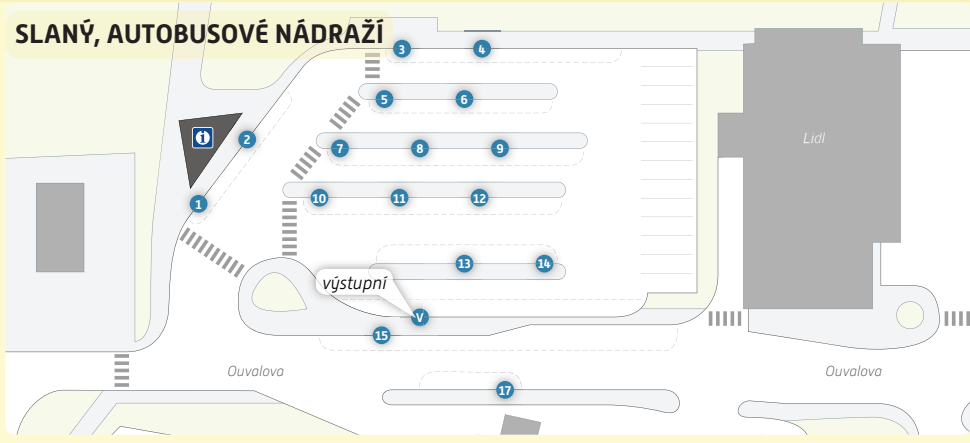 SLANÝ, AUTOBUSOVÉ NÁDRAŽÍ
3
4
5
6
i
2
7
8
9
Lidl
1
10
11
12
13
14
výstupní
V
15
Ouvalova
Ouvalova
17